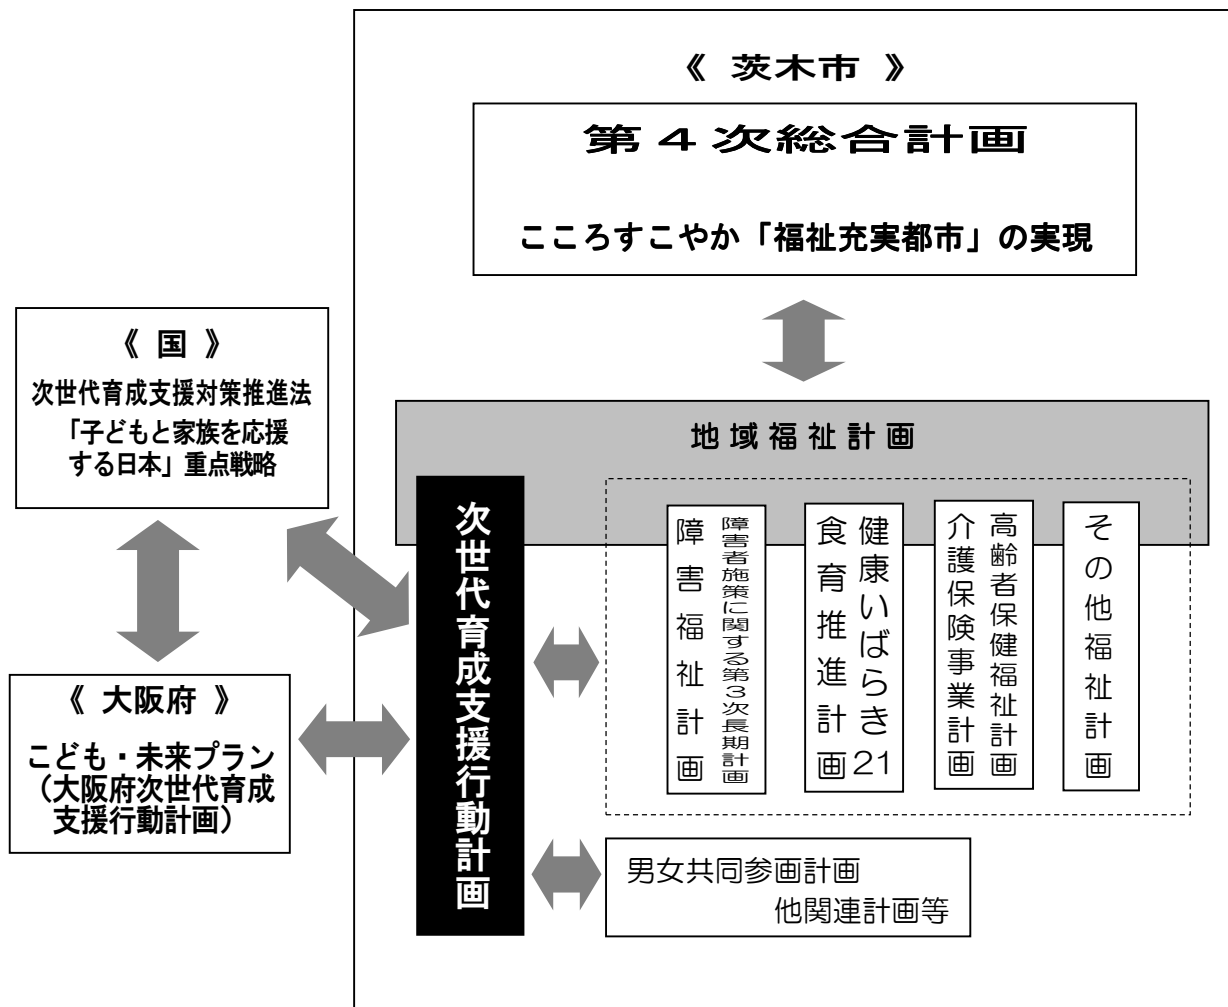 《 茨木市 》
第４次総合計画
こころすこやか「福祉充実都市」の実現
《 国 》
次世代育成支援対策推進法
「子どもと家族を応援
する日本」重点戦略
《 大阪府 》
こども・未来プラン
（大阪府次世代育成
支援行動計画）
地域福祉計画
次世代育成支援行動計画
障害者施策に関する第３次長期計画
障害福祉計画
健康いばらき21
食育推進計画
高齢者保健福祉計画
介護保険事業計画
その他福祉計画
男女共同参画計画
他関連計画等